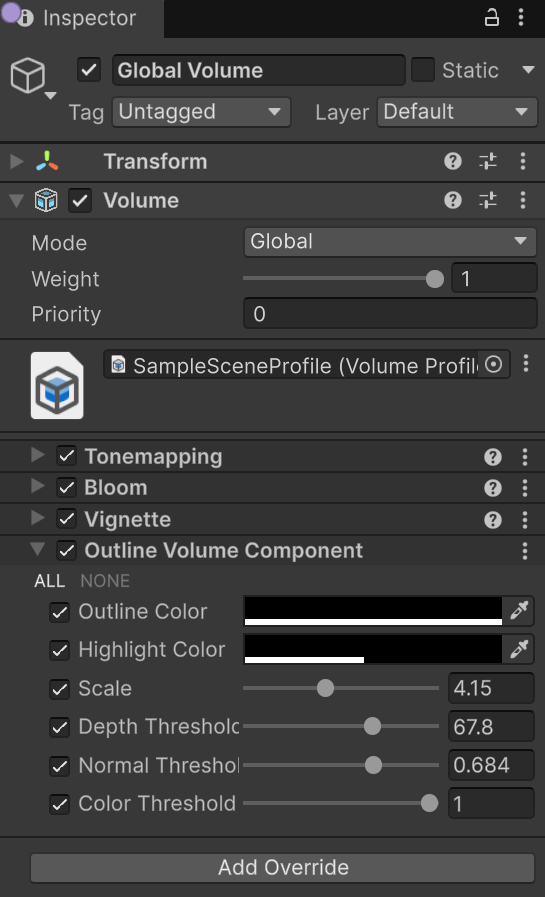 Inspector
Global Volume Static
Tag Untagged Layer Default
Transform
Volume
Mode Global
Weight 1
Priority 0
SampleSceneProfile (Volume Profil
Tonemapping
Bloom
Vignette
Outline Volume Component
ALL NONE
Outline Color
Highlight Color
Scale 4.15
Depth Threshold 67.8
Normal Threshol 0.684
Color Threshold 1
Add Override